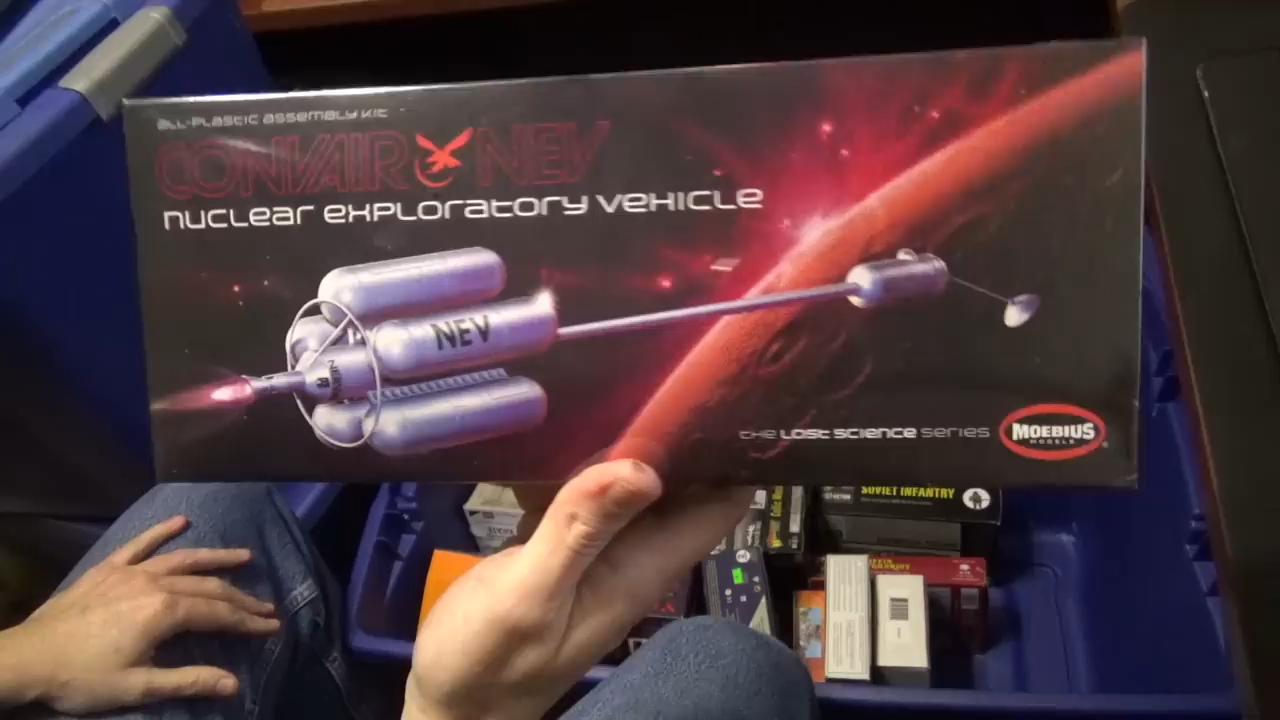 ALL-PLASTIC ASSEMBLY KIT
CONVAIR NEV
NUCLEAR EXPLORATORY VEHICLE
NEV
THE LOST SCIENCE SERIES
MOEBIUS
MODELS
SOVIET INFANTRY